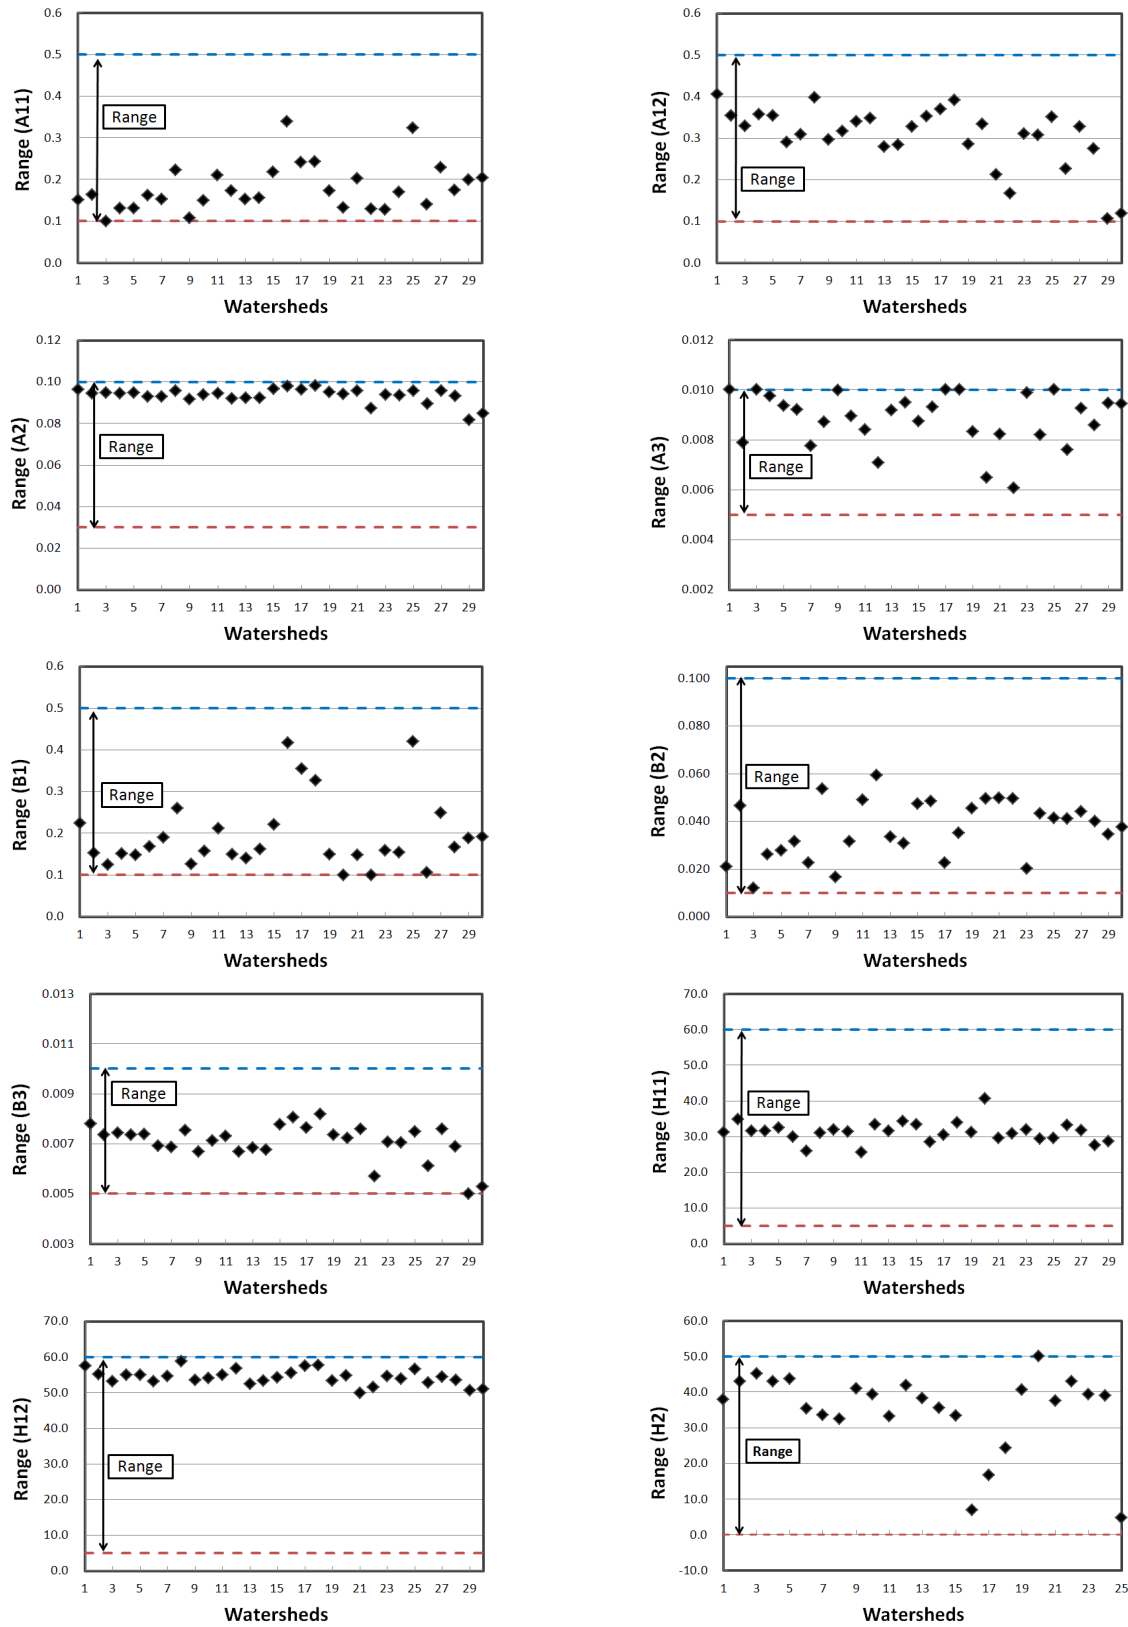 0.6
0.5
0.4
0.3
0.2
0.1
0.0
Range (A11)
Range
1 3 5 7 9 11 13 15 17 19 21 23 25 27 29
Watersheds
0.6
0.5
0.4
0.3
0.2
0.1
0.0
Range (A12)
Range
1 3 5 7 9 11 13 15 17 19 21 23 25 27 29
Watersheds
0.12
0.10
0.08
0.06
0.04
0.02
0.00
Range (A2)
Range
1 3 5 7 9 11 13 15 17 19 21 23 25 27 29
Watersheds
0.012
0.010
0.008
0.006
0.004
0.002
Range (A3)
Range
1 3 5 7 9 11 13 15 17 19 21 23 25 27 29
Watersheds
0.6
0.5
0.4
0.3
0.2
0.1
0.0
Range (B1)
Range
1 3 5 7 9 11 13 15 17 19 21 23 25 27 29
Watersheds
0.100
0.080
0.060
0.040
0.020
0.000
Range (B2)
Range
1 3 5 7 9 11 13 15 17 19 21 23 25 27 29
Watersheds
0.013
0.011
0.009
0.007
0.005
0.003
Range (B3)
Range
1 3 5 7 9 11 13 15 17 19 21 23 25 27 29
Watersheds
70.0
60.0
50.0
40.0
30.0
20.0
10.0
0.0
Range (H11)
Range
1 3 5 7 9 11 13 15 17 19 21 23 25 27 29
Watersheds
70.0
60.0
50.0
40.0
30.0
20.0
10.0
0.0
Range (H12)
Range
1 3 5 7 9 11 13 15 17 19 21 23 25 27 29
Watersheds
60.0
50.0
40.0
30.0
20.0
10.0
0.0
-10.0
Range (H2)
Range
1 3 5 7 9 11 13 15 17 19 21 23 25
Watersheds